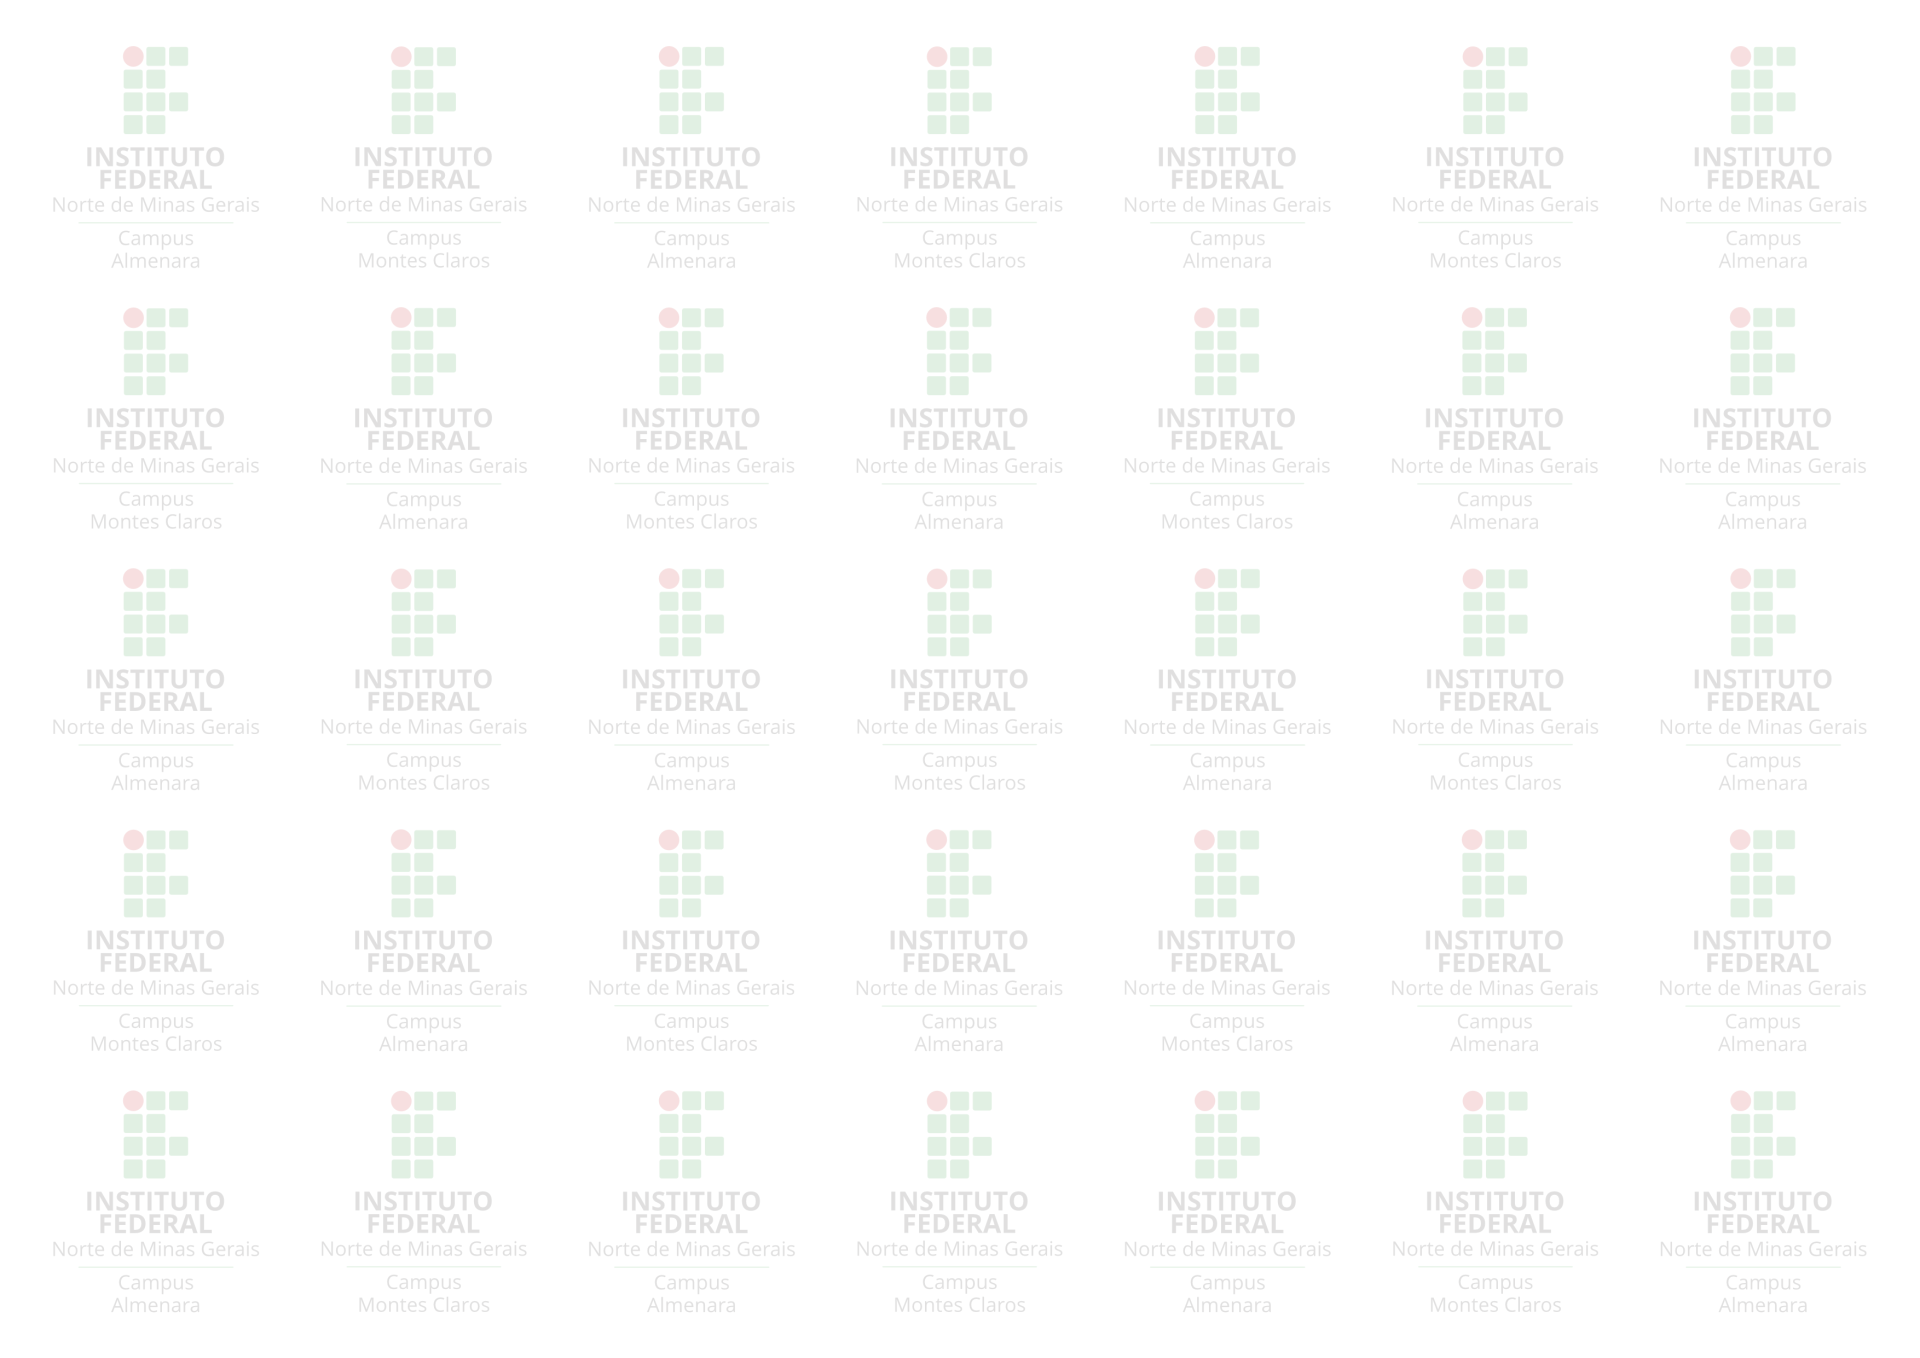 INSTITUTO
FEDERAL
Norte de Minas Gerais
Campus
Almenara
INSTITUTO
FEDERAL
Norte de Minas Gerais
Campus
Montes Claros
INSTITUTO
FEDERAL
Norte de Minas Gerais
Campus
Almenara
INSTITUTO
FEDERAL
Norte de Minas Gerais
Campus
Montes Claros
INSTITUTO
FEDERAL
Norte de Minas Gerais
Campus
Almenara
INSTITUTO
FEDERAL
Norte de Minas Gerais
Campus
Montes Claros
INSTITUTO
FEDERAL
Norte de Minas Gerais
Campus
Almenara
INSTITUTO
FEDERAL
Norte de Minas Gerais
Campus
Montes Claros
INSTITUTO
FEDERAL
Norte de Minas Gerais
Campus
Almenara
INSTITUTO
FEDERAL
Norte de Minas Gerais
Campus
Montes Claros
INSTITUTO
FEDERAL
Norte de Minas Gerais
Campus
Almenara
INSTITUTO
FEDERAL
Norte de Minas Gerais
Campus
Montes Claros
INSTITUTO
FEDERAL
Norte de Minas Gerais
Campus
Almenara
INSTITUTO
FEDERAL
Norte de Minas Gerais
Campus
Almenara
INSTITUTO
FEDERAL
Norte de Minas Gerais
Campus
Almenara
INSTITUTO
FEDERAL
Norte de Minas Gerais
Campus
Montes Claros
INSTITUTO
FEDERAL
Norte de Minas Gerais
Campus
Almenara
INSTITUTO
FEDERAL
Norte de Minas Gerais
Campus
Montes Claros
INSTITUTO
FEDERAL
Norte de Minas Gerais
Campus
Almenara
INSTITUTO
FEDERAL
Norte de Minas Gerais
Campus
Montes Claros
INSTITUTO
FEDERAL
Norte de Minas Gerais
Campus
Almenara
INSTITUTO
FEDERAL
Norte de Minas Gerais
Campus
Montes Claros
INSTITUTO
FEDERAL
Norte de Minas Gerais
Campus
Almenara
INSTITUTO
FEDERAL
Norte de Minas Gerais
Campus
Montes Claros
INSTITUTO
FEDERAL
Norte de Minas Gerais
Campus
Almenara
INSTITUTO
FEDERAL
Norte de Minas Gerais
Campus
Montes Claros
INSTITUTO
FEDERAL
Norte de Minas Gerais
Campus
Almenara
INSTITUTO
FEDERAL
Norte de Minas Gerais
Campus
Almenara
INSTITUTO
FEDERAL
Norte de Minas Gerais
Campus
Almenara
INSTITUTO
FEDERAL
Norte de Minas Gerais
Campus
Montes Claros
INSTITUTO
FEDERAL
Norte de Minas Gerais
Campus
Almenara
INSTITUTO
FEDERAL
Norte de Minas Gerais
Campus
Montes Claros
INSTITUTO
FEDERAL
Norte de Minas Gerais
Campus
Almenara
INSTITUTO
FEDERAL
Norte de Minas Gerais
Campus
Montes Claros
INSTITUTO
FEDERAL
Norte de Minas Gerais
Campus
Almenara